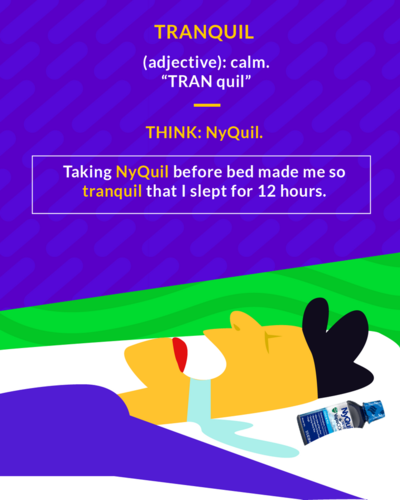 TRANQUIL
(adjective): calm.
“TRAN quil”
THINK: NyQuil.
Taking NyQuil before bed made me so
tranquil that I slept for 12 hours.
NyQuil